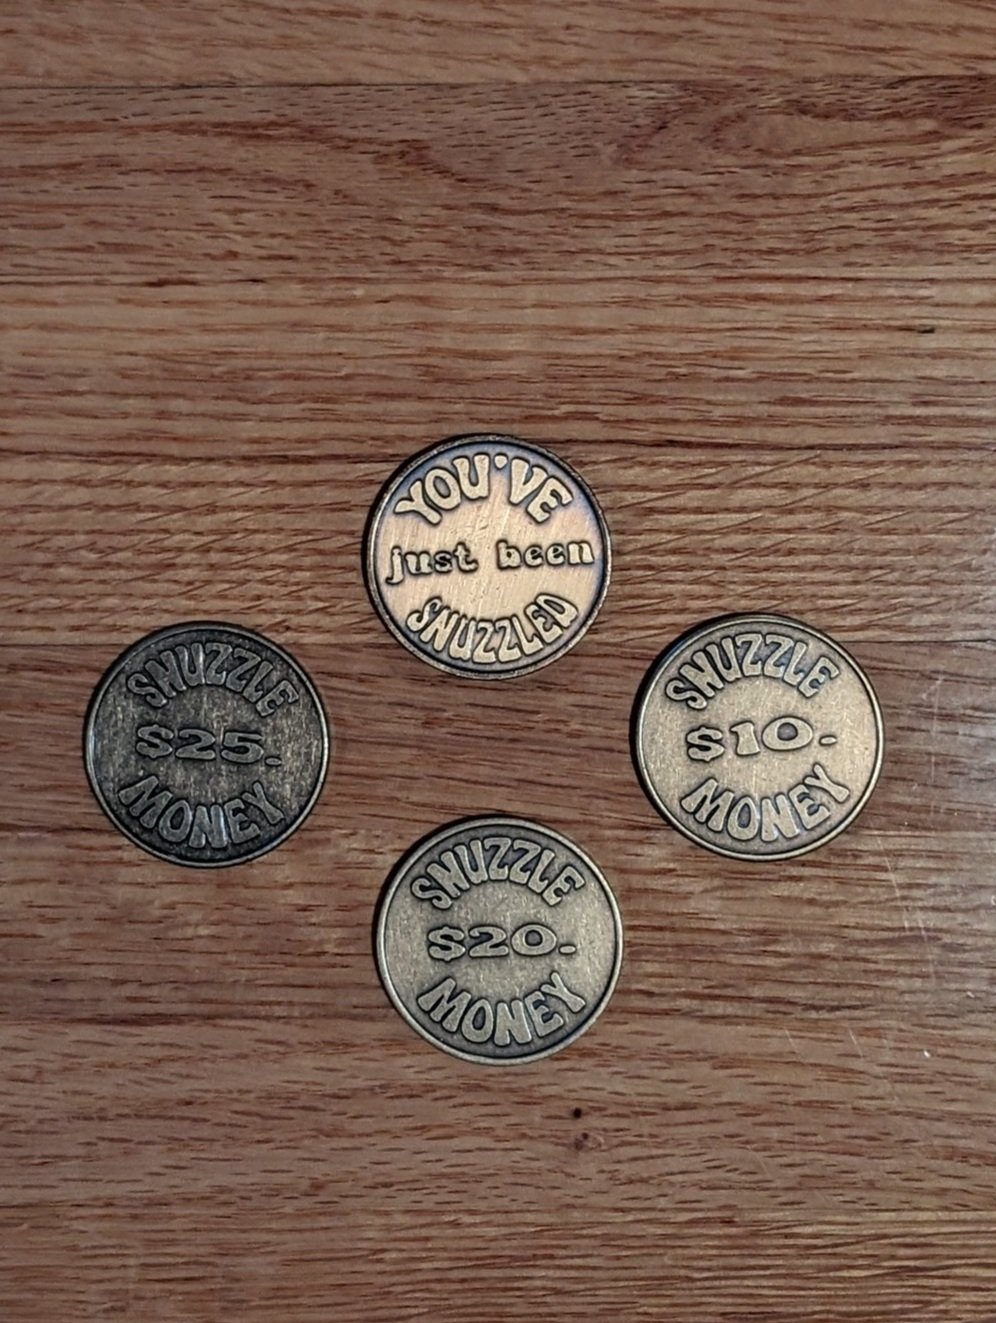 YOU'VE
just been
SNUZZLED
SNUZZLE
$25.
MONEY
SNUZZLE
$10.
MONEY
SNUZZLE
$20.
MONEY